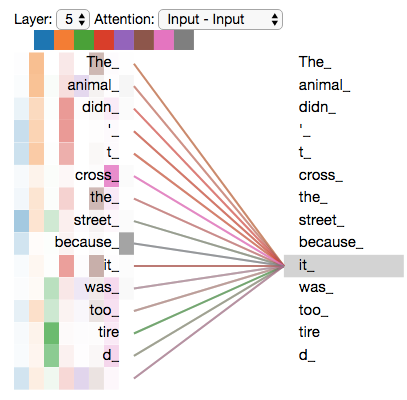 Layer: 5 Attention: Input - Input
The_ The_
animal_ animal_
didn_ didn_
'_ '_
t_ t_
cross_ cross_
the_ the_
street_ street_
because_ because_
it_ it_
was_ was_
too_ too_
tire tire
d_ d_